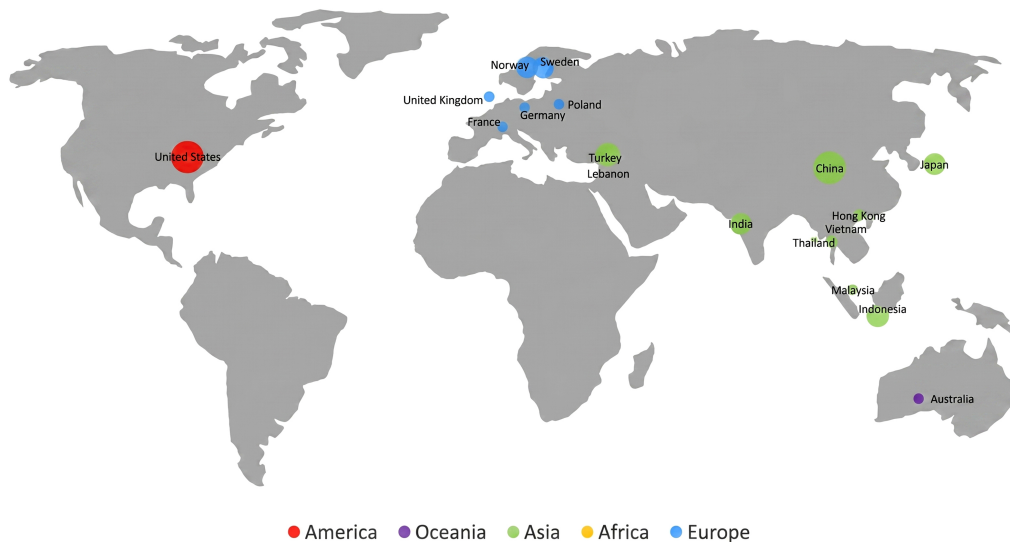 Norway
Sweden
United Kingdom
Poland
Germany
France
United States
Turkey
Lebanon
China
Japan
India
Hong Kong
Vietnam
Thailand
Malaysia
Indonesia
Australia
America
Oceania
Asia
Africa
Europe